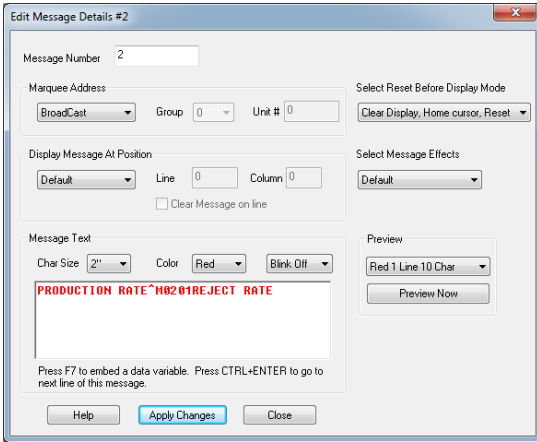 Edit Message Details #2
Message Number 2
Marquee Address
Select Reset Before Display Mode
BroadCast Group 0 Unit # 0 Clear Display, Home cursor, Reset
Display Message At Position
Select Message Effects
Default Line 0 Column 0 Default
Clear Message on line
Message Text
Preview
Char Size 2" Color Red Blink Off
Red 1 Line 10 Char
PRODUCTION RATE^M0201REJECT RATE
Preview Now
Press F7 to embed a data variable. Press CTRL+ENTER to go to
next line of this message.
Help Apply Changes Close